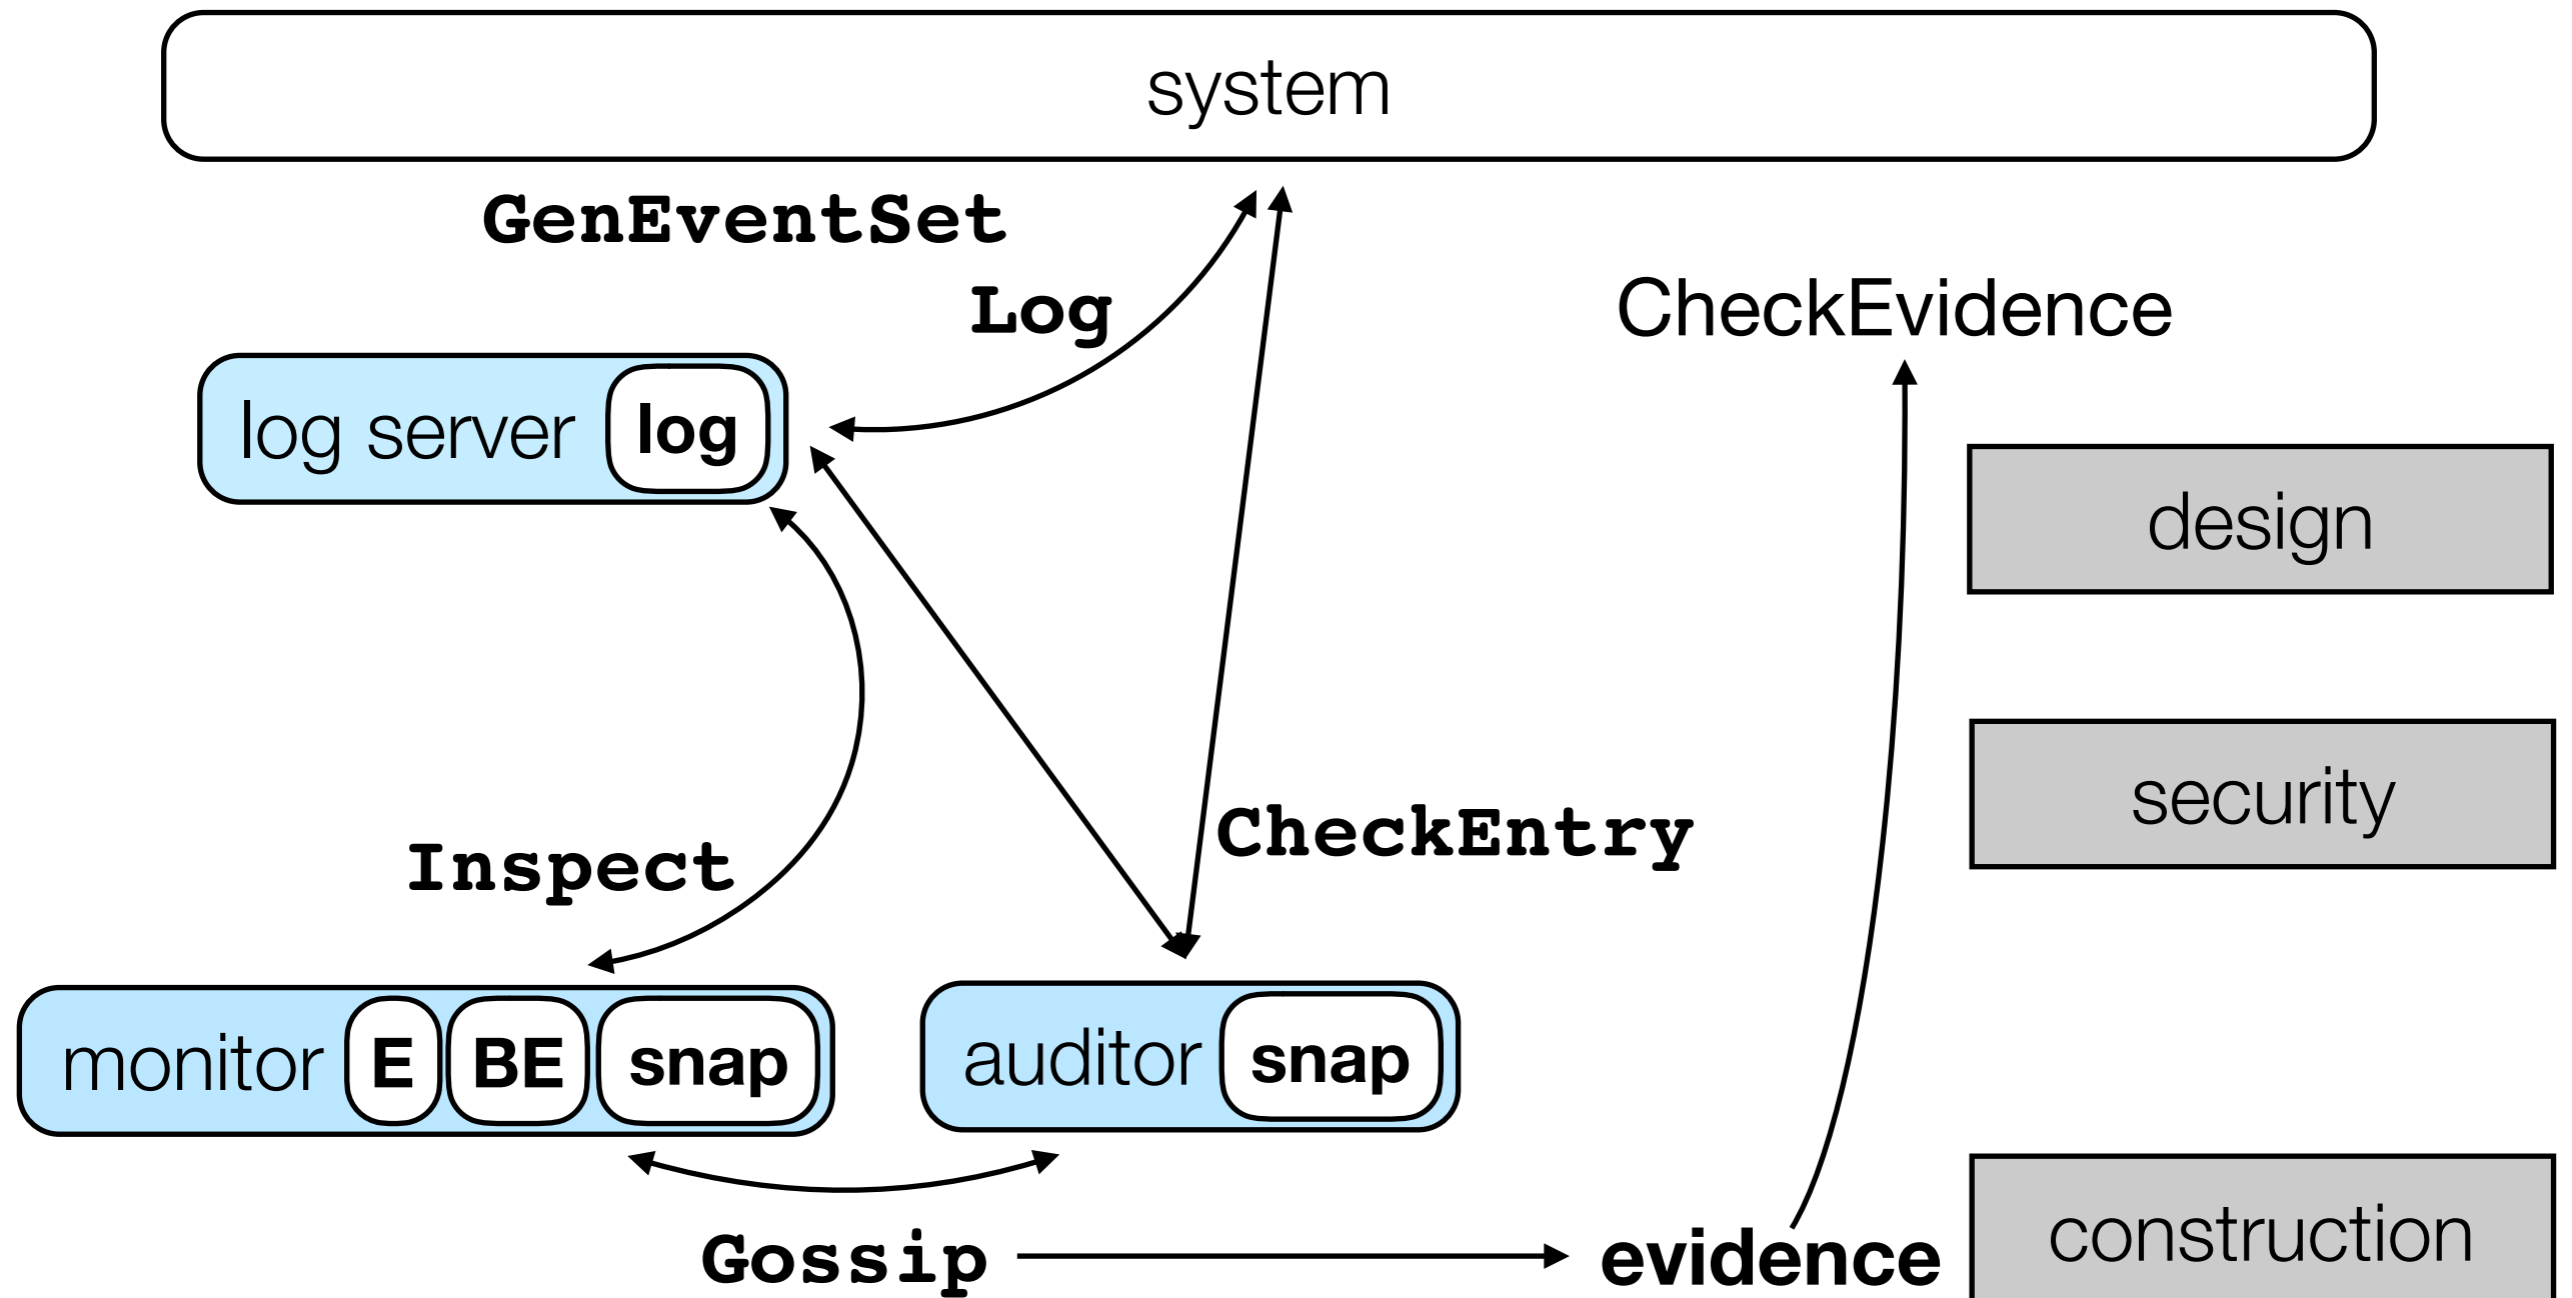 system
GenEventSet
Log
CheckEvidence
log server log
design
security
CheckEntry
Inspect
monitor E BE snap
auditor snap
Gossip
evidence
construction